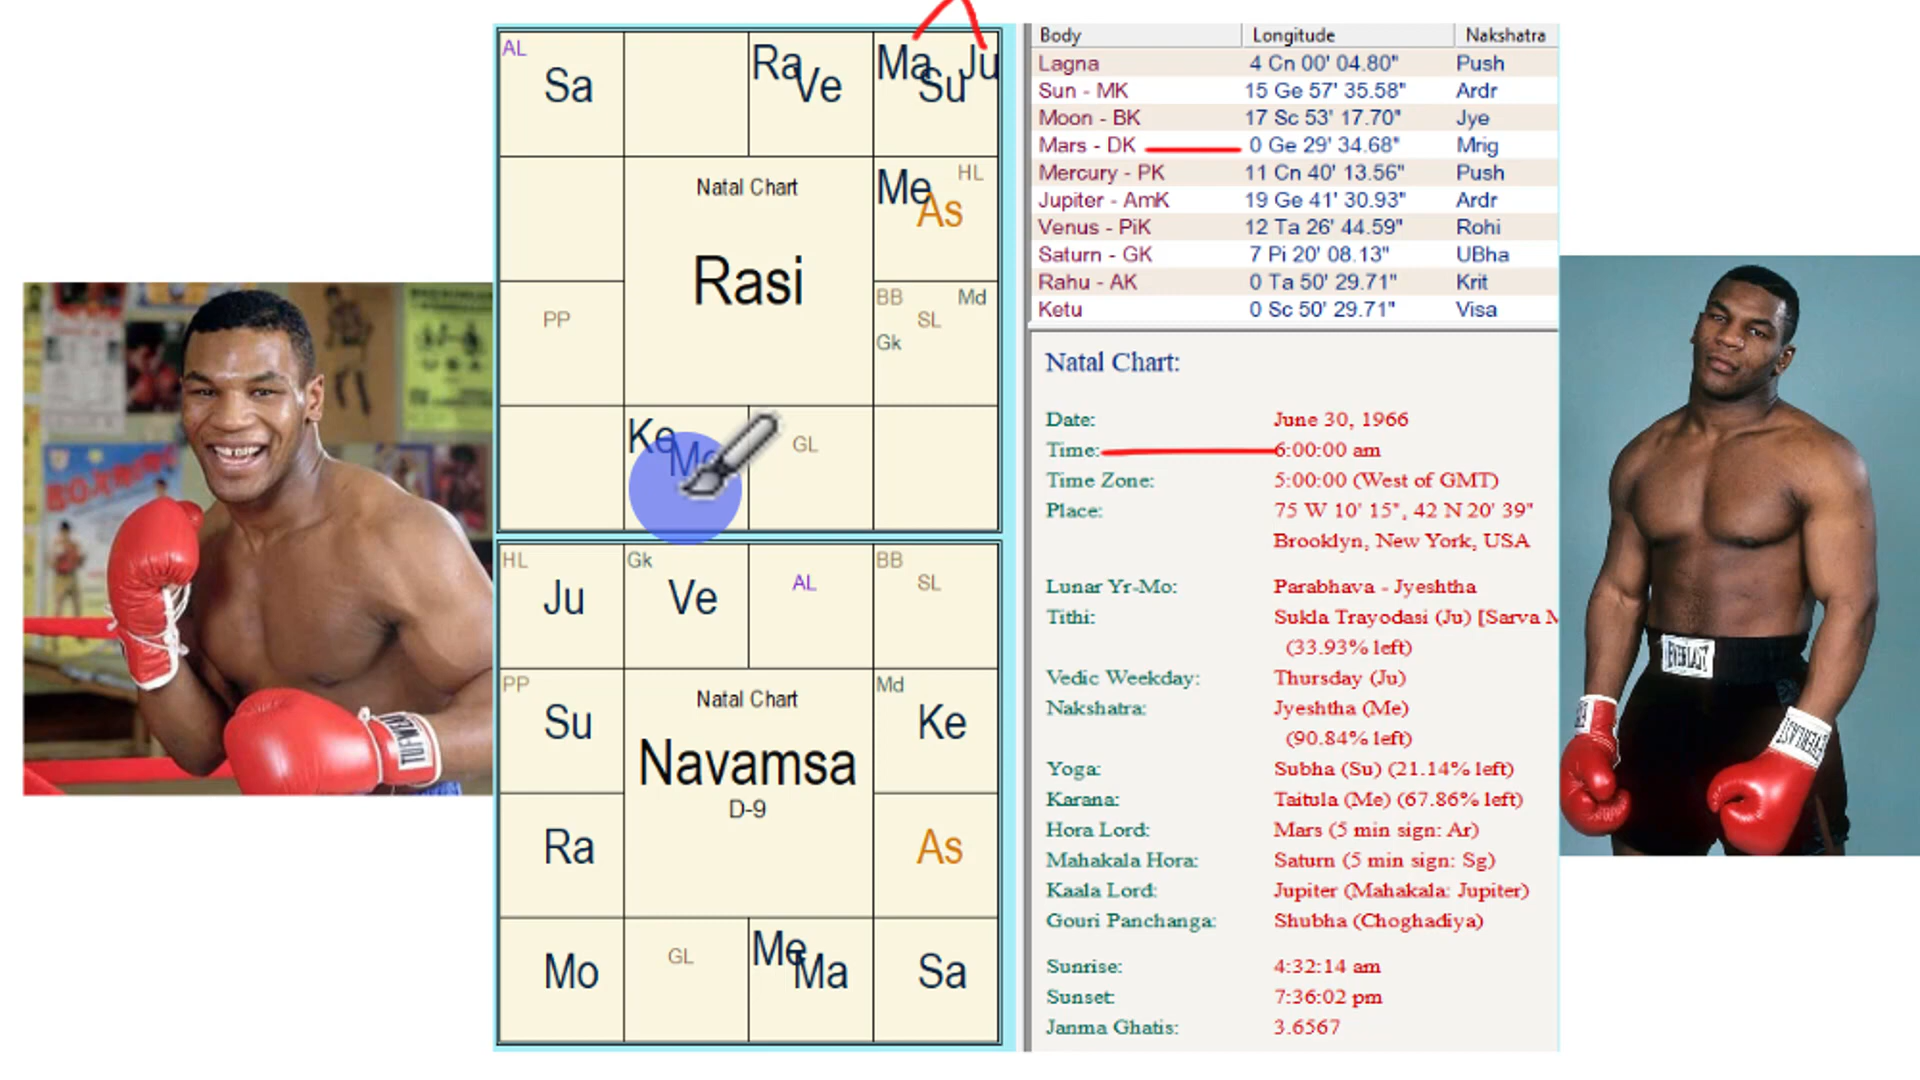 AL
Sa
Ra
Ve
Ma
Su
Ju
Natal Chart
Rasi
Me
HL
As
PP
BB
Md
SL
Gk
Ke
Mo
GL
HL
Ju
Gk
Ve
AL
BB
SL
PP
Su
Natal Chart
Navamsa
D-9
Md
Ke
Ra
As
Mo
GL
Me
Ma
Sa
Body Longitude Nakshatra
Lagna 4 Cn 00' 04.80" Push
Sun - MK 15 Ge 57' 35.58" Ardr
Moon - BK 17 Sc 53' 17.70" Jye
Mars - DK 0 Ge 29' 34.68" Mrig
Mercury - PK 11 Cn 40' 13.56" Push
Jupiter - AmK 19 Ge 41' 30.93" Ardr
Venus - PiK 12 Ta 26' 44.59" Rohi
Saturn - GK 7 Pi 20' 08.13" UBha
Rahu - AK 0 Ta 50' 29.71" Krit
Ketu 0 Sc 50' 29.71" Visa
Natal Chart:
Date: June 30, 1966
Time: 6:00:00 am
Time Zone: 5:00:00 (West of GMT)
Place: 75 W 10' 15", 42 N 20' 39"
Brooklyn, New York, USA
Lunar Yr-Mo: Parabhava - Jyeshtha
Tithi: Sukla Trayodasi (Ju) [Sarva M
(33.93% left)
Vedic Weekday: Thursday (Ju)
Nakshatra: Jyeshtha (Me)
(90.84% left)
Yoga: Subha (Su) (21.14% left)
Karana: Taitula (Me) (67.86% left)
Hora Lord: Mars (5 min sign: Ar)
Mahakala Hora: Saturn (5 min sign: Sg)
Kaala Lord: Jupiter (Mahakala: Jupiter)
Gouri Panchanga: Shubha (Choghadiya)
Sunrise: 4:32:14 am
Sunset: 7:36:02 pm
Janma Ghatis: 3.6567
EVERLAST